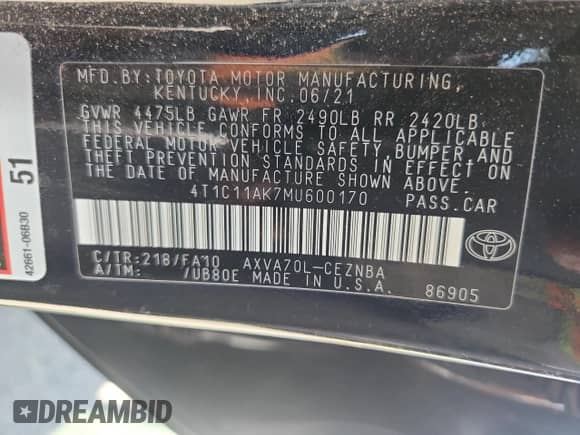 MFD.BY: TOYOTA MOTOR MANUFACTURING,
KENTUCKY, INC. 06/21
GVWR 4475LB GAWR FR 2490LB RR 2420LB
THIS VEHICLE CONFORMS TO ALL APPLICABLE
FEDERAL MOTOR VEHICLE SAFETY, BUMPER, AND
THEFT PREVENTION STANDARDS IN EFFECT ON
THE DATE OF MANUFACTURE SHOWN ABOVE.
4T1C11AK7MU600170 PASS.CAR
C/TR: 218/FA10 AXVA70L-CEZNBA
A/TM: /UB80E MADE IN U.S.A. 86905
51
42661-06B30
DREAMBID